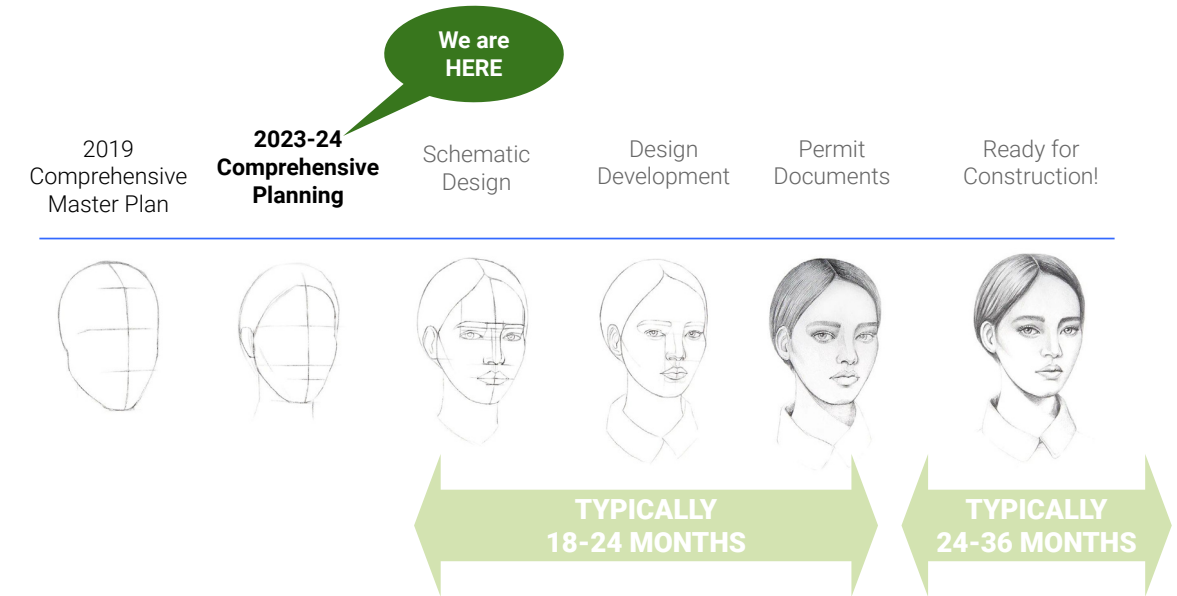 We are
HERE
2019
Comprehensive
Master Plan
2023-24
Comprehensive
Planning
Schematic
Design
Design
Development
Permit
Documents
Ready for
Construction!
TYPICALLY
18-24 MONTHS
TYPICALLY
24-36 MONTHS